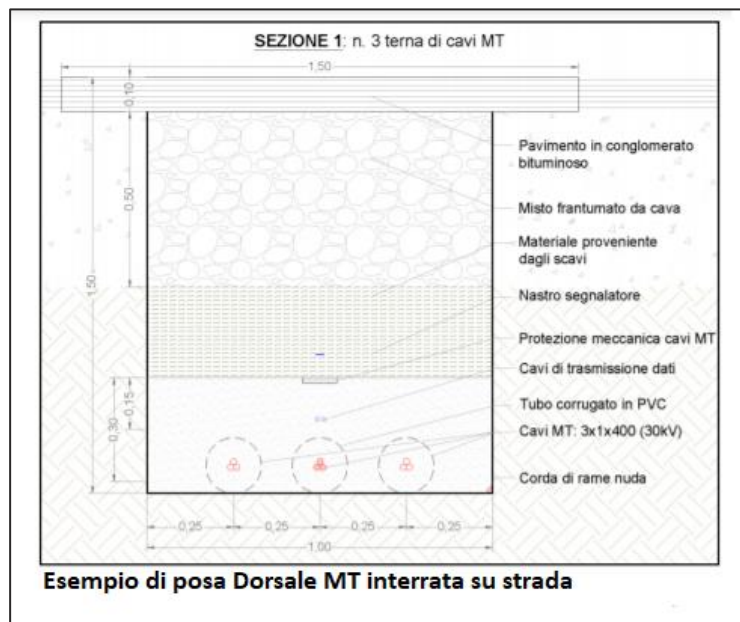 SEZIONE 1: n. 3 terna di cavi MT
1,50
0,10
Pavimento in conglomerato
bituminoso
0,50
Misto frantumato da cava
Materiale proveniente
dagli scavi
1,50
Nastro segnalatore
Protezione meccanica cavi MT
Cavi di trasmissione dati
0,15
0,30
Tubo corrugato in PVC
Cavi MT: 3x1x400 (30kV)
Corda di rame nuda
0,25 0,25 0,25 0,25
1,00
Esempio di posa Dorsale MT interrata su strada